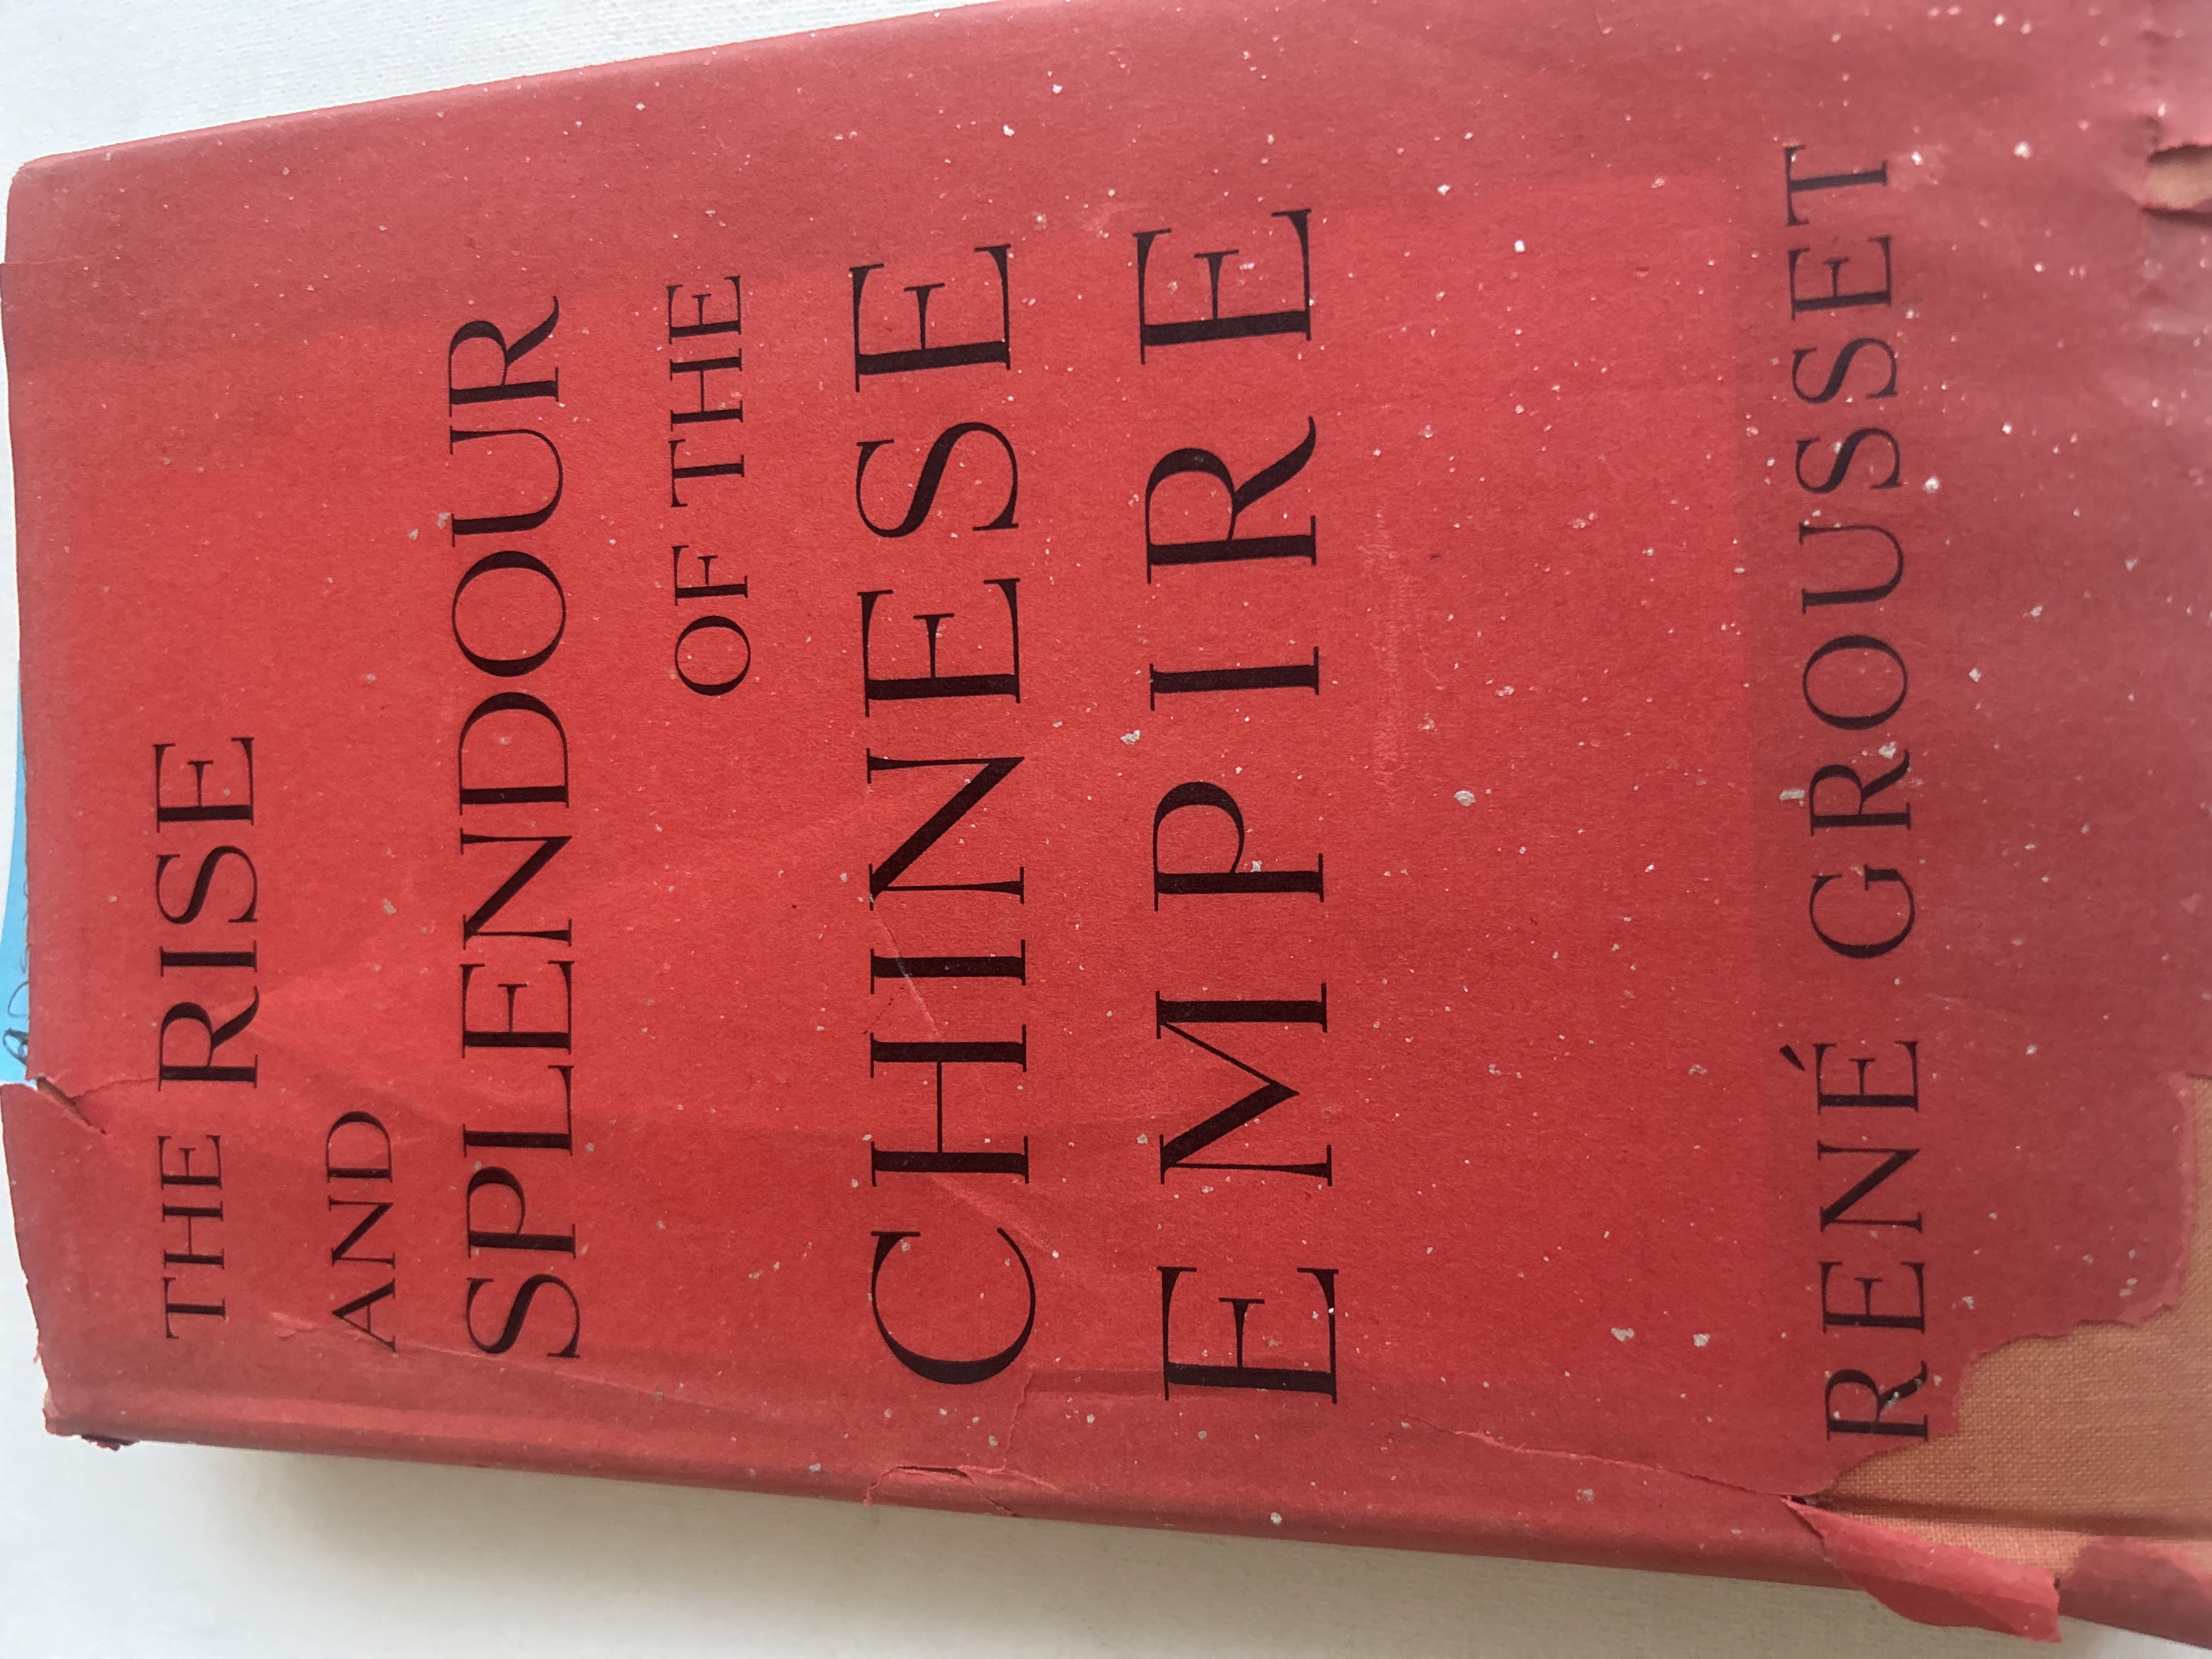 THE RISE
AND
SPLENDOUR
OF THE
CHINESE
EMPIRE
RENÉ GROUSSET